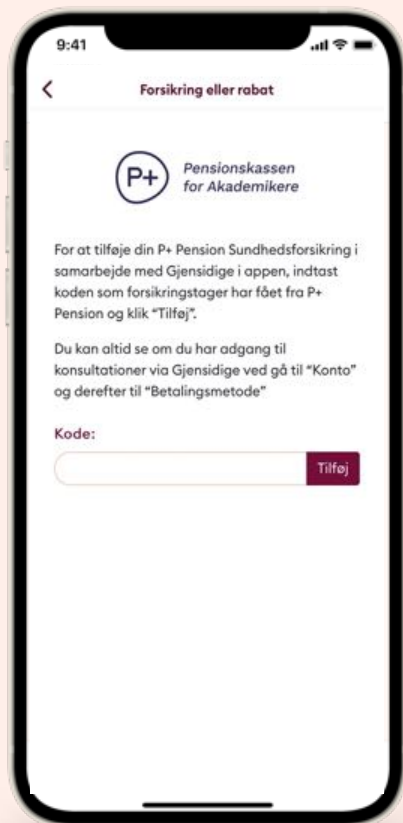 9:41
Forsikring eller rabat
P+
Pensionskassen
for Akademikere
For at tilføje din P+ Pension Sundhedsforsikring i
samarbejde med Gjensidige i appen, indtast
koden som forsikringstager har fået fra P+
Pension og klik “Tilføj”.
Du kan altid se om du har adgang til
konsultationer via Gjensidige ved gå til “Konto”
og derefter til “Betalingsmetode”
Kode:
Tilføj